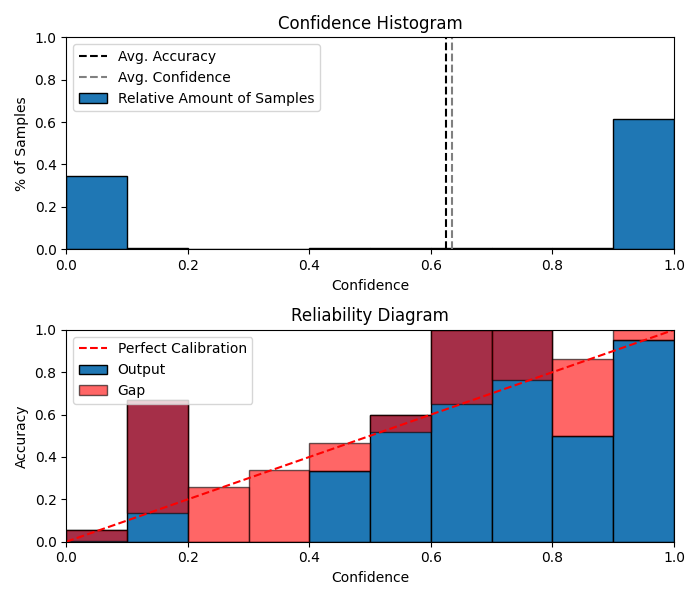 Confidence Histogram
1.0
0.8
0.6
0.4
0.2
0.0
% of Samples
Avg. Accuracy
Avg. Confidence
Relative Amount of Samples
0.0 0.2 0.4 0.6 0.8 1.0
Confidence
Reliability Diagram
1.0
0.8
0.6
0.4
0.2
0.0
Accuracy
Perfect Calibration
Output
Gap
0.0 0.2 0.4 0.6 0.8 1.0
Confidence